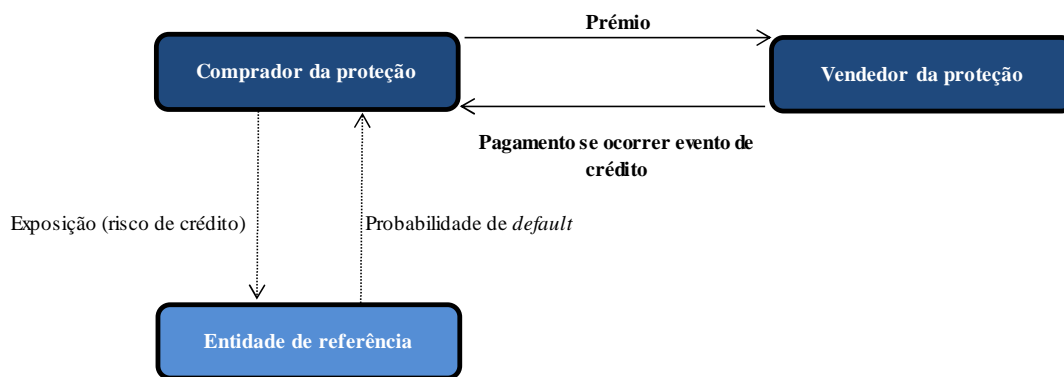 Prémio
Comprador da proteção
Vendedor da proteção
Pagamento se ocorrer evento de
crédito
Exposição (risco de crédito)
Probabilidade de default
Entidade de referência